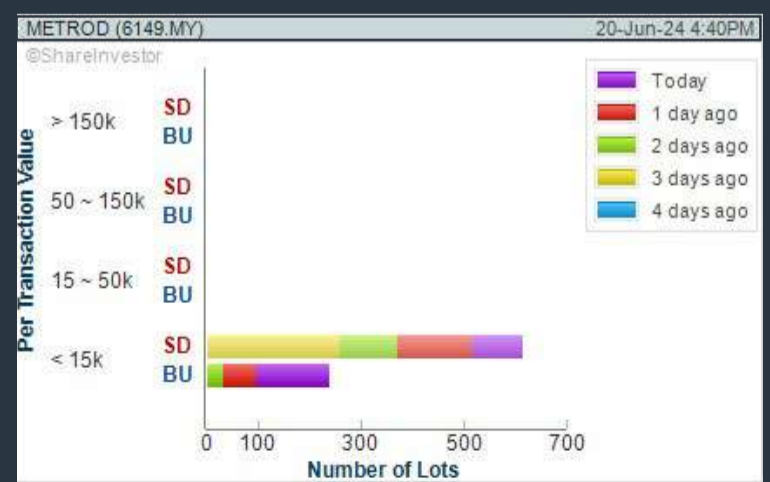 METROD (6149.MY) 20-Jun-24 4:40PM
©ShareInvestor
Today
1 day ago
2 days ago
3 days ago
4 days ago
Per Transaction Value
> 150k SD
BU
50 ~ 150k SD
BU
15 ~ 50k SD
BU
< 15k SD
BU
0 100 300 500 700
Number of Lots